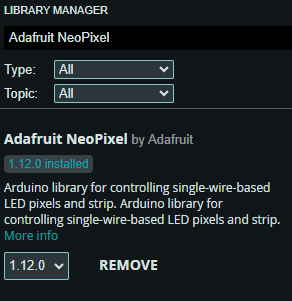 LIBRARY MANAGER
Adafruit NeoPixel
Type: All
Topic: All
Adafruit NeoPixel by Adafruit
1.12.0 installed
Arduino library for controlling single-wire-based
LED pixels and strip. Arduino library for
controlling single-wire-based LED pixels and strip.
More info
1.12.0 REMOVE